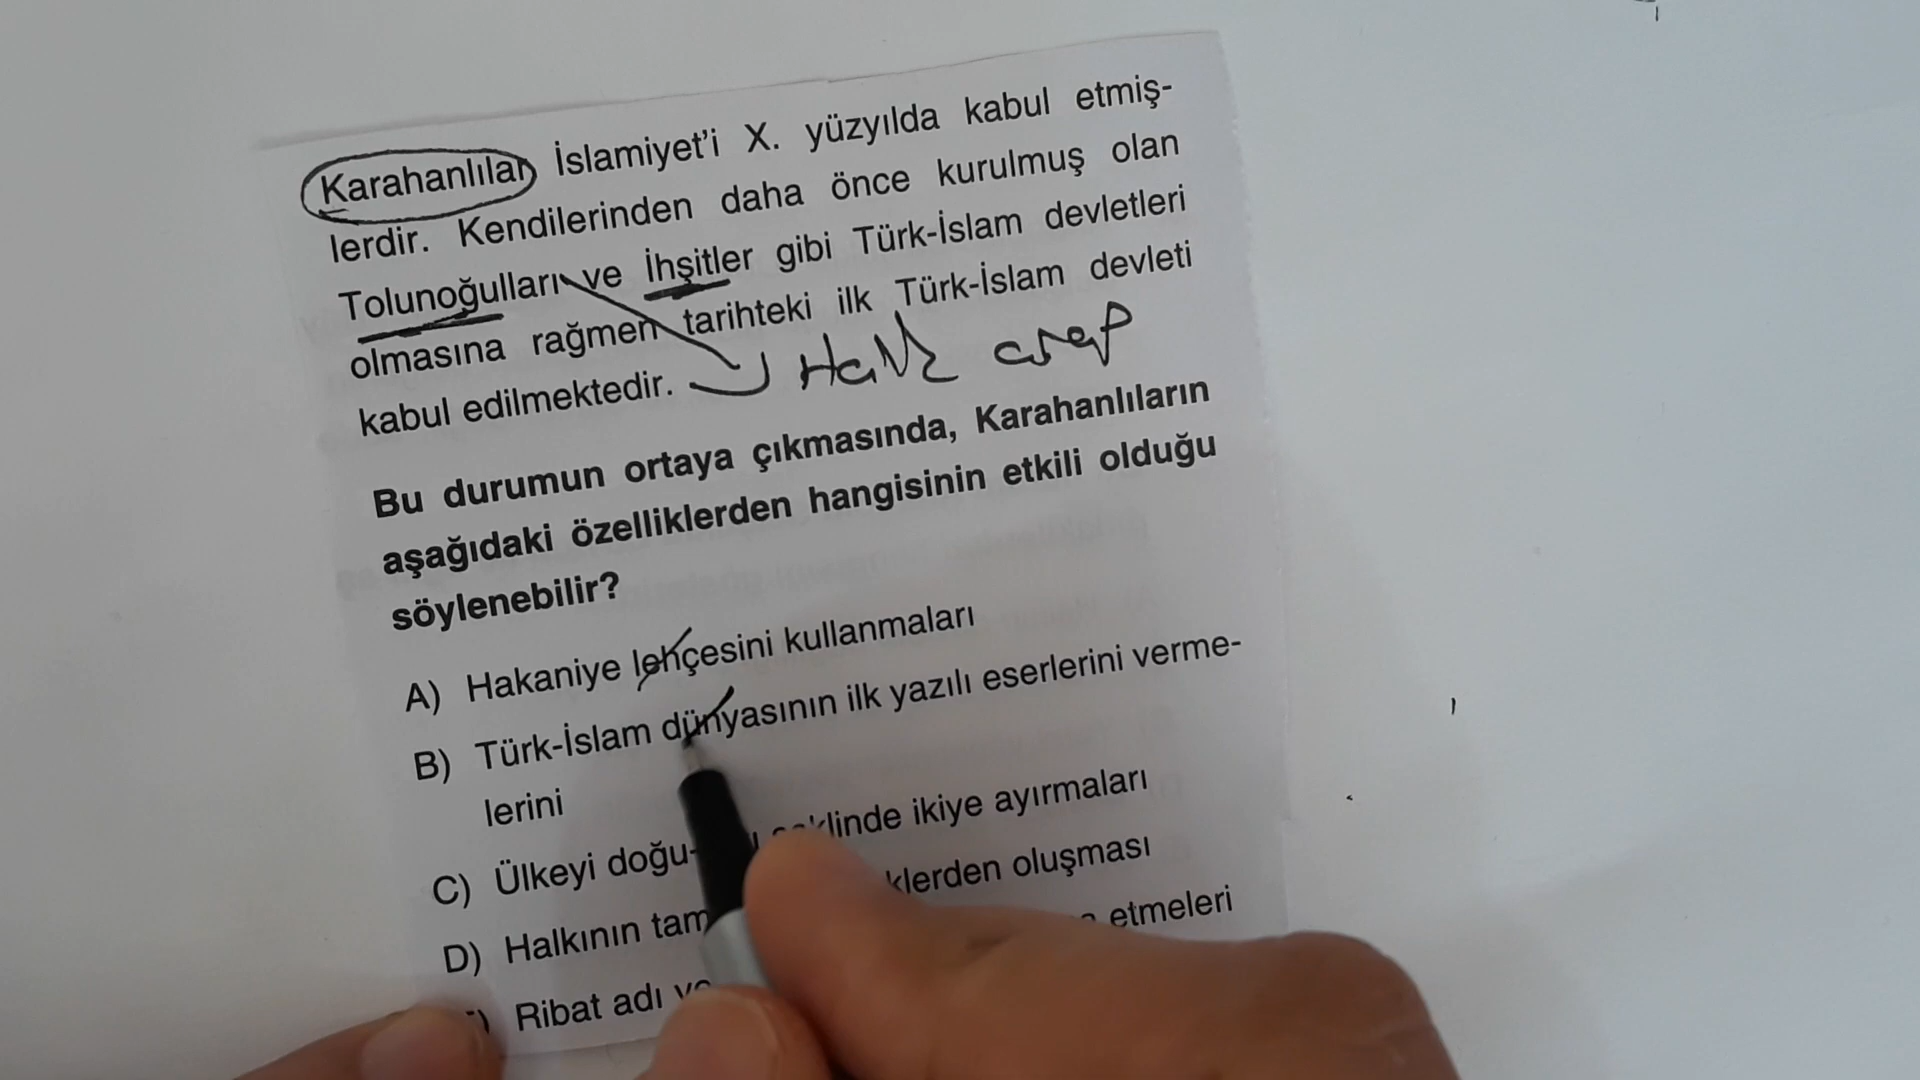 Karahanlılar İslamiyet'i X. yüzyılda kabul etmiş-
lerdir. Kendilerinden daha önce kurulmuş olan
Tolunoğulları ve İhşitler gibi Türk-İslam devletleri
olmasına rağmen tarihteki ilk Türk-İslam devleti
kabul edilmektedir.
Halk arap
Bu durumun ortaya çıkmasında, Karahanlıların
aşağıdaki özelliklerden hangisinin etkili olduğu
söylenebilir?
A) Hakaniye lehçesini kullanmaları
B) Türk-İslam dünyasının ilk yazılı eserlerini verme-
lerini
C) Ülkeyi doğu- ikiye ayırmaları
D) Halkının oluşması
Ribat adı etmeleri